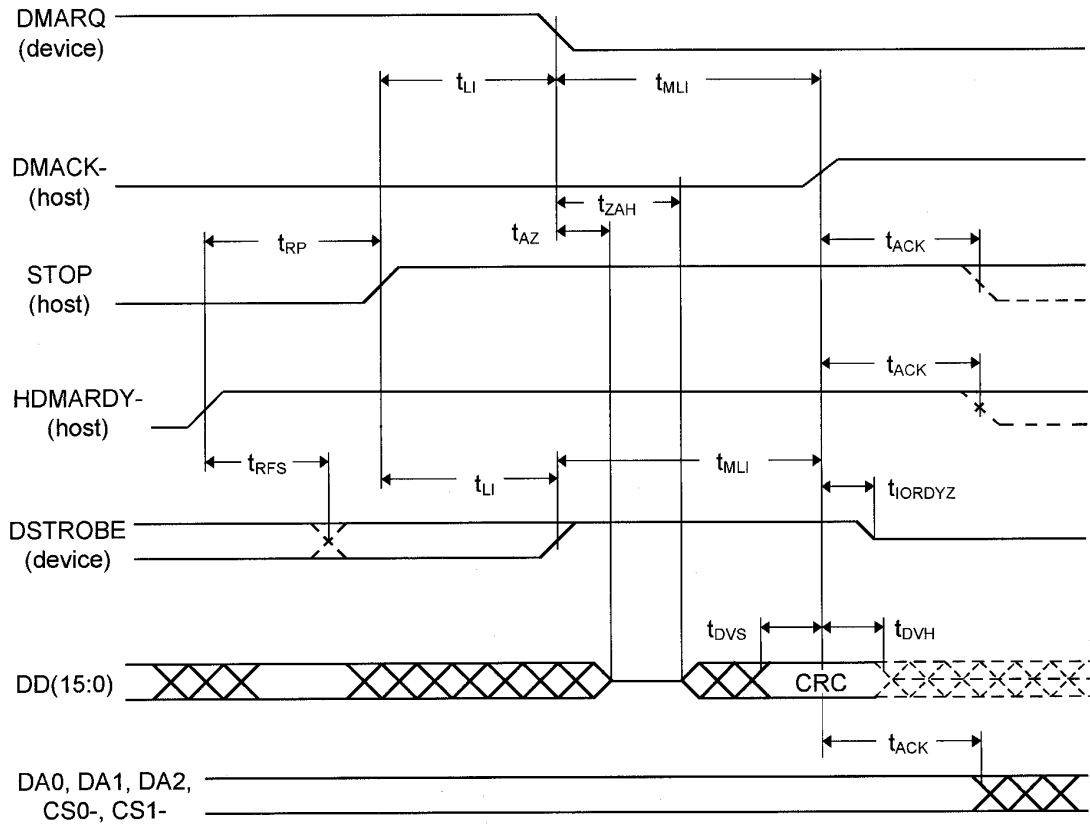 DMARQ
(device)
tLI
tMLI
DMACK-
(host)
tZAH
tAZ
tRP
tACK
STOP
(host)
tACK
HDMARDY-
(host)
tRFS
tLI
tMLI
tIORDYZ
DSTROBE
(device)
tDVS
tDVH
DD(15:0)
CRC
tACK
DA0, DA1, DA2,
CS0-, CS1-